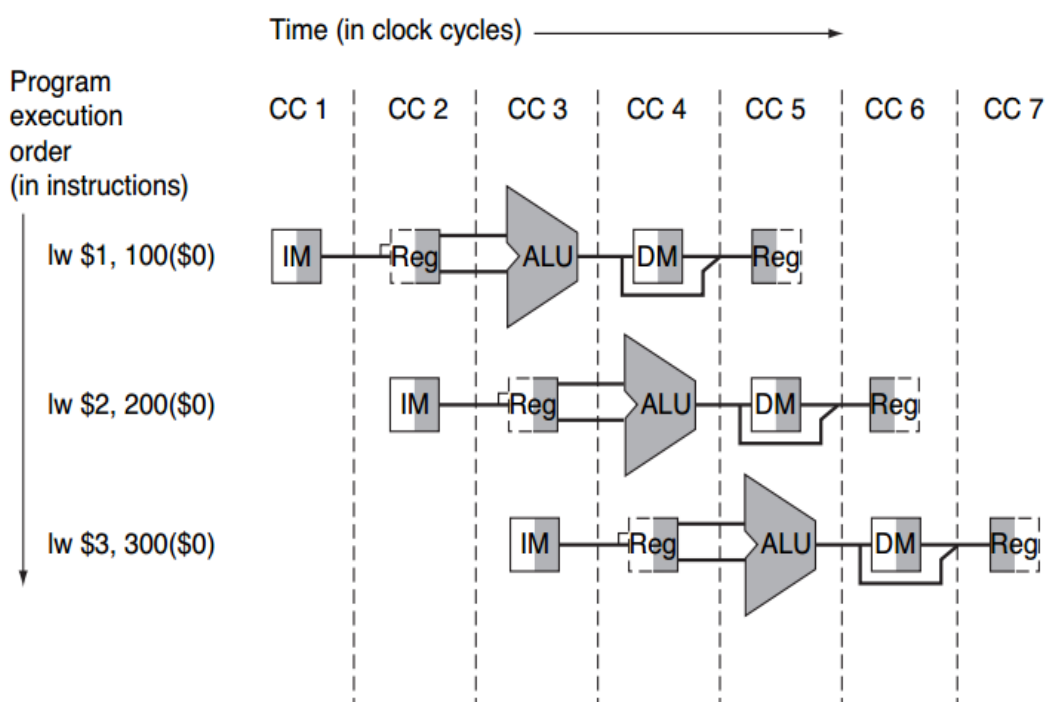 Time (in clock cycles)
Program
execution
order
(in instructions)
CC 1 CC 2 CC 3 CC 4 CC 5 CC 6 CC 7
lw $1, 100($0) IM Reg ALU DM Reg
lw $2, 200($0) IM Reg ALU DM Reg
lw $3, 300($0) IM Reg ALU DM Reg